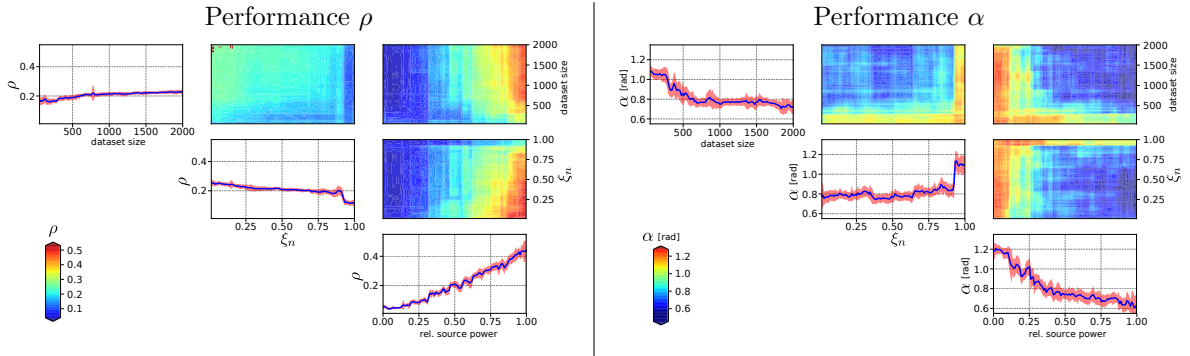 Performance ρ
Performance α
ρ
0.4
0.2
500 1000 1500 2000
dataset size
2000
1500
1000
500
dataset size
ρ
0.4
0.2
0.25 0.50 0.75 1.00
ξn
1.00
0.75
0.50
0.25
ξn
ρ
0.5
0.4
0.3
0.2
0.1
ρ
0.4
0.2
0.00 0.25 0.50 0.75 1.00
rel. source power
α [rad]
1.2
1.0
0.8
0.6
500 1000 1500 2000
dataset size
2000
1500
1000
500
dataset size
α [rad]
1.2
1.0
0.8
0.6
0.25 0.50 0.75 1.00
ξn
1.00
0.75
0.50
0.25
ξn
α [rad]
1.2
1.0
0.8
0.6
α [rad]
1.2
1.0
0.8
0.6
0.00 0.25 0.50 0.75 1.00
rel. source power